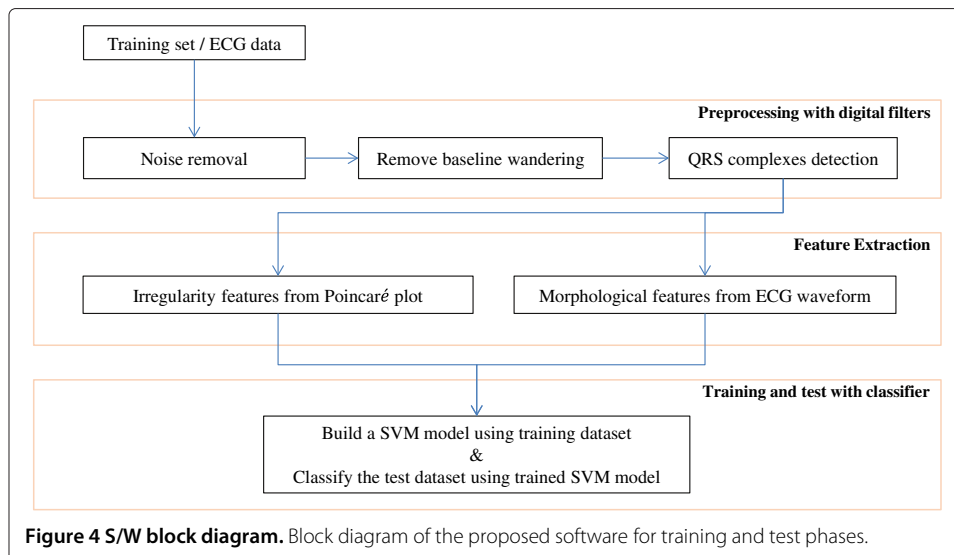 Training set / ECG data
Preprocessing with digital filters
Noise removal
Remove baseline wandering
QRS complexes detection
Feature Extraction
Irregularity features from Poincaré plot
Morphological features from ECG waveform
Training and test with classifier
Build a SVM model using training dataset
&
Classify the test dataset using trained SVM model
Figure 4 S/W block diagram. Block diagram of the proposed software for training and test phases.